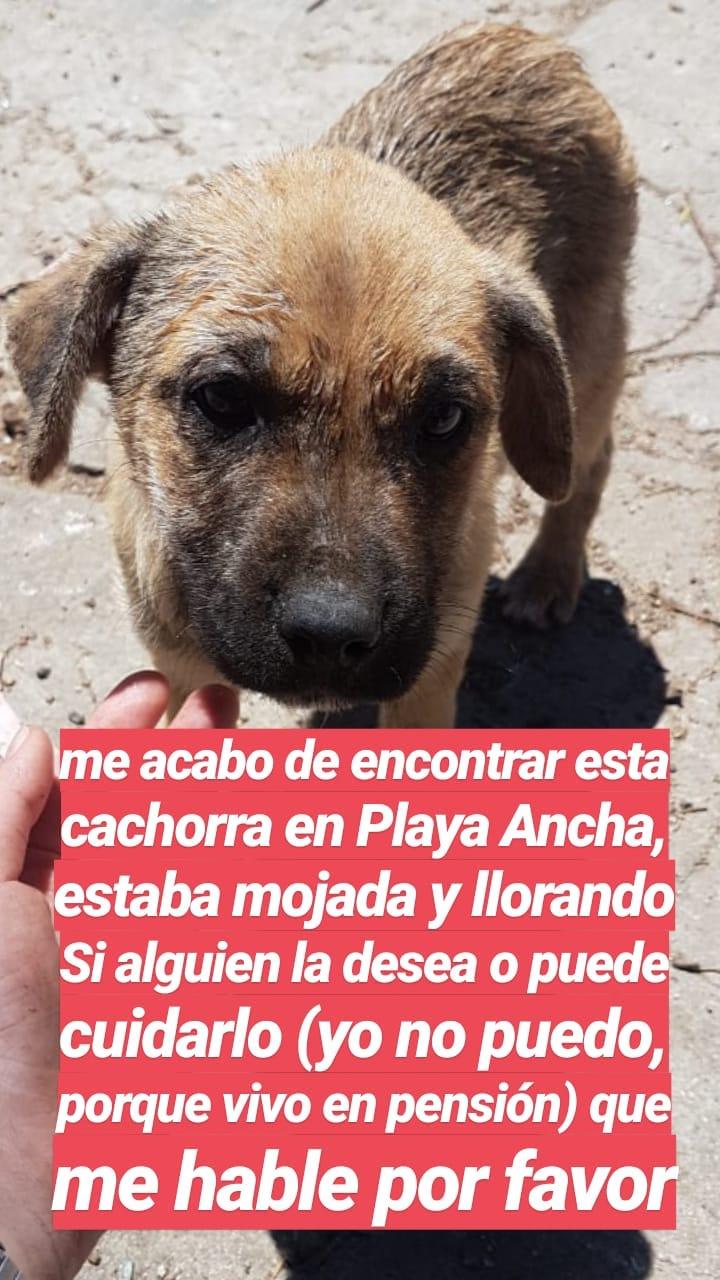 me acabo de encontrar esta
cachorra en Playa Ancha,
estaba mojada y llorando
Si alguien la desea o puede
cuidarlo (yo no puedo,
porque vivo en pensión) que
me hable por favor